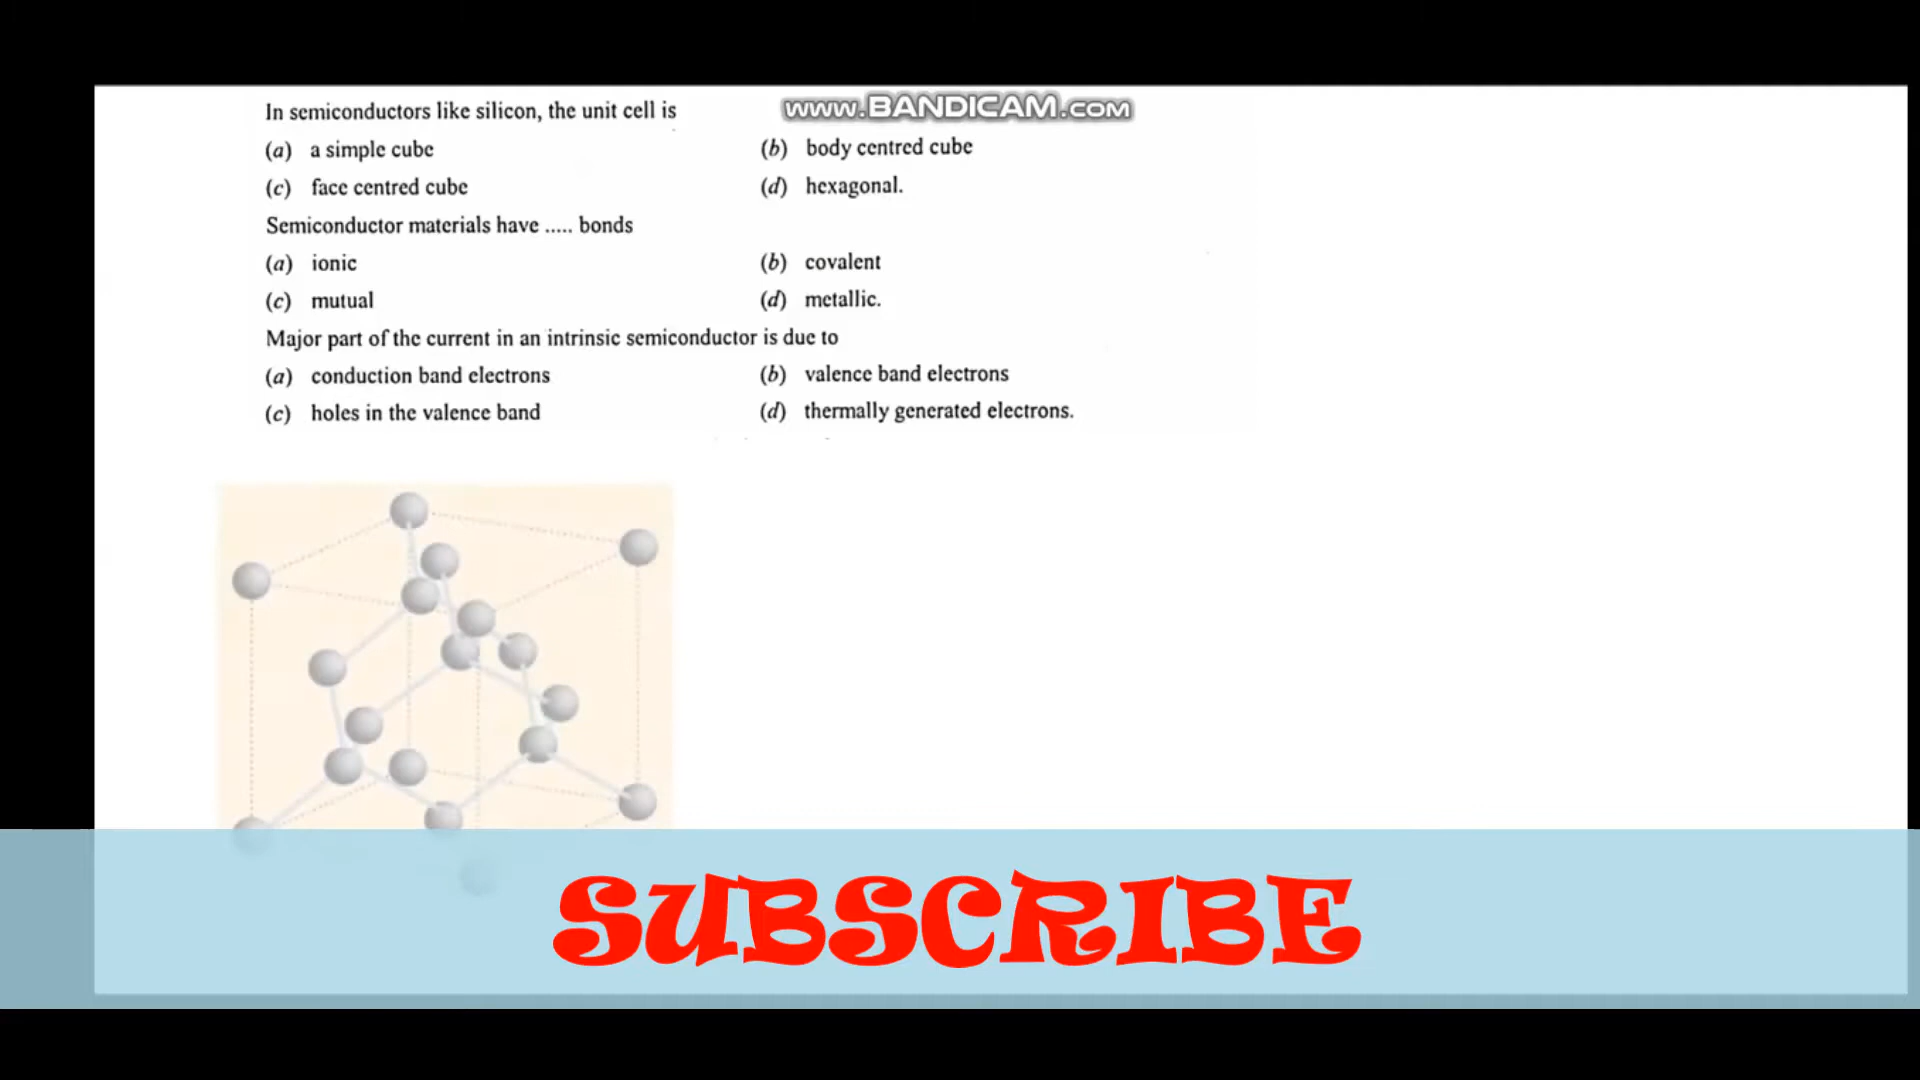 www.BANDICAM.com
In semiconductors like silicon, the unit cell is
(a) a simple cube
(b) body centred cube
(c) face centred cube
(d) hexagonal.
Semiconductor materials have ..... bonds
(a) ionic
(b) covalent
(c) mutual
(d) metallic.
Major part of the current in an intrinsic semiconductor is due to
(a) conduction band electrons
(b) valence band electrons
(c) holes in the valence band
(d) thermally generated electrons.
SUBSCRIBE